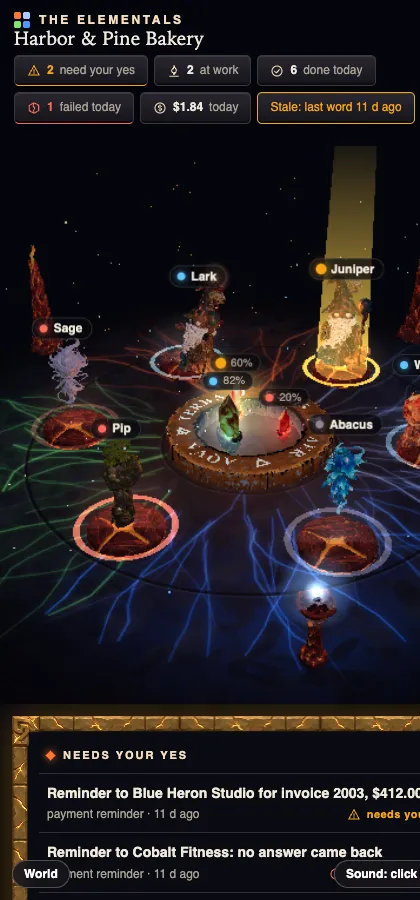 THE ELEMENTALS
Harbor & Pine Bakery
2 need your yes
2 at work
6 done today
1 failed today
$1.84 today
Stale: last word 11 d ago
Lark
Juniper
Sage
60%
82%
20%
Pip
Abacus
NEEDS YOUR YES
Reminder to Blue Heron Studio for invoice 2003, $412.00
payment reminder · 11 d ago
needs you
Reminder to Cobalt Fitness: no answer came back
World
reminder · 11 d ago
Sound: click